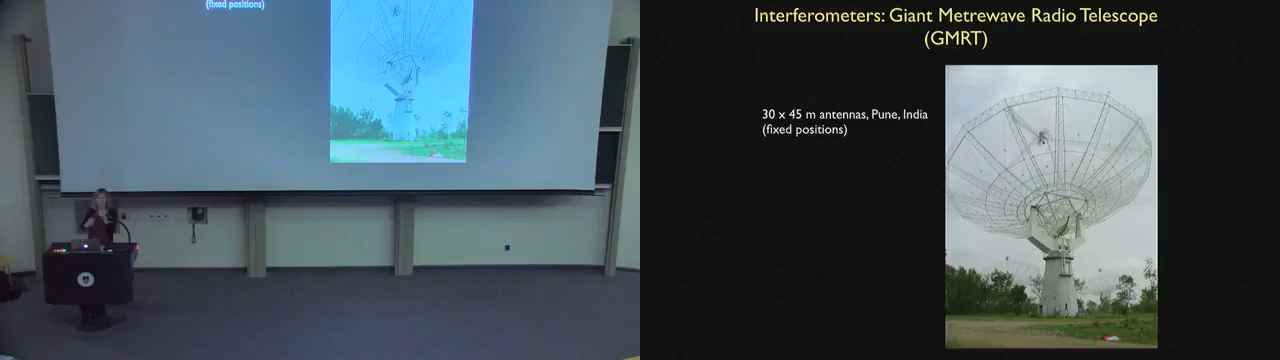 (fixed positions)
Interferometers: Giant Metrewave Radio Telescope
(GMRT)
30 x 45 m antennas, Pune, India
(fixed positions)